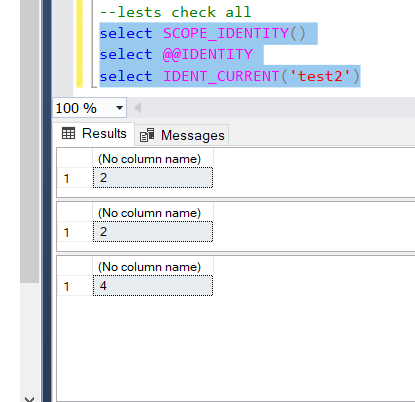 --lests check all
select SCOPE_IDENTITY()
select @@IDENTITY
select IDENT_CURRENT('test2')
100 %
Results Messages
(No column name)
1 2
(No column name)
1 2
(No column name)
1 4